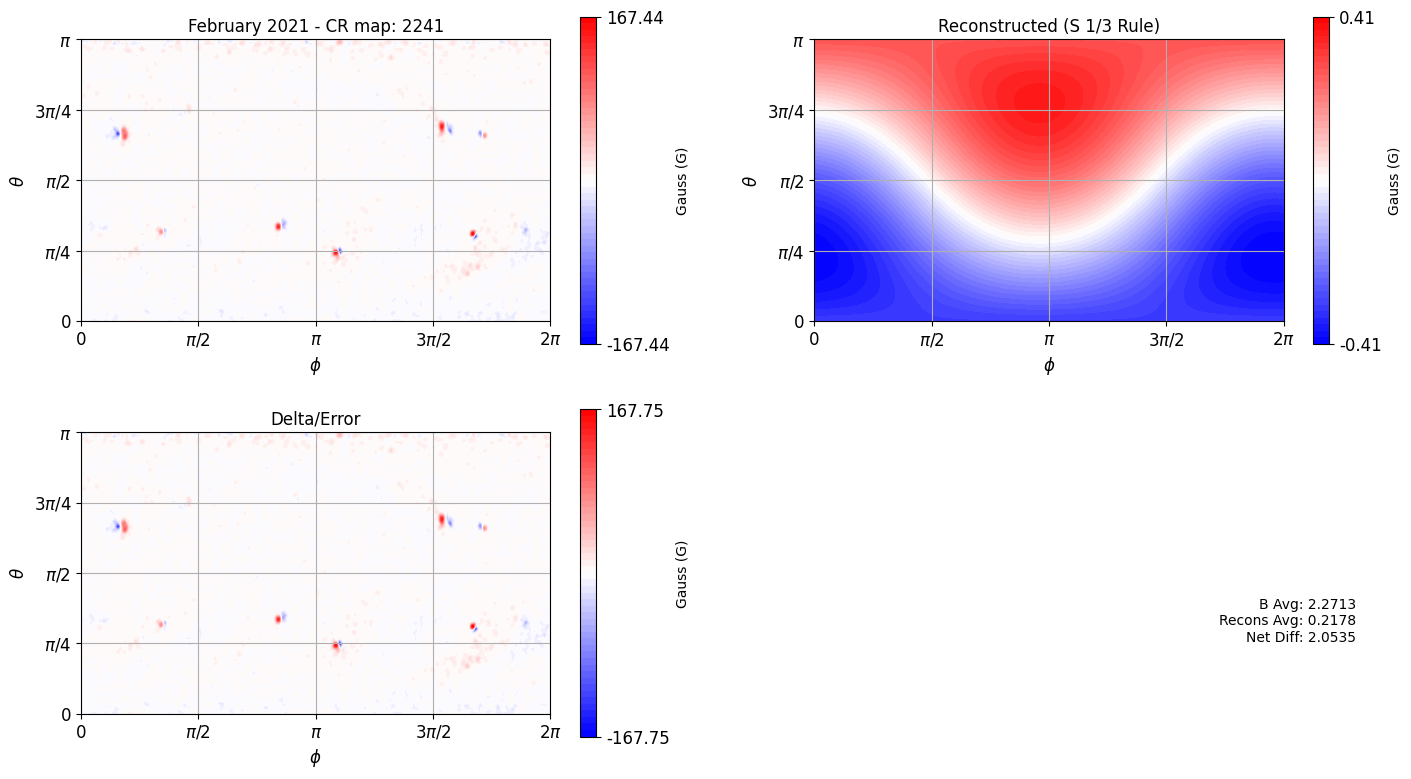 February 2021 - CR map: 2241
π
3π/4
π/2
π/4
0
θ
0
π/2
π
3π/2
2π
ϕ
167.44
-167.44
Gauss (G)
Reconstructed (S 1/3 Rule)
π
3π/4
π/2
π/4
0
θ
0
π/2
π
3π/2
2π
ϕ
0.41
-0.41
Gauss (G)
Delta/Error
π
3π/4
π/2
π/4
0
θ
0
π/2
π
3π/2
2π
ϕ
167.75
-167.75
Gauss (G)
B Avg: 2.2713
Recons Avg: 0.2178
Net Diff: 2.0535